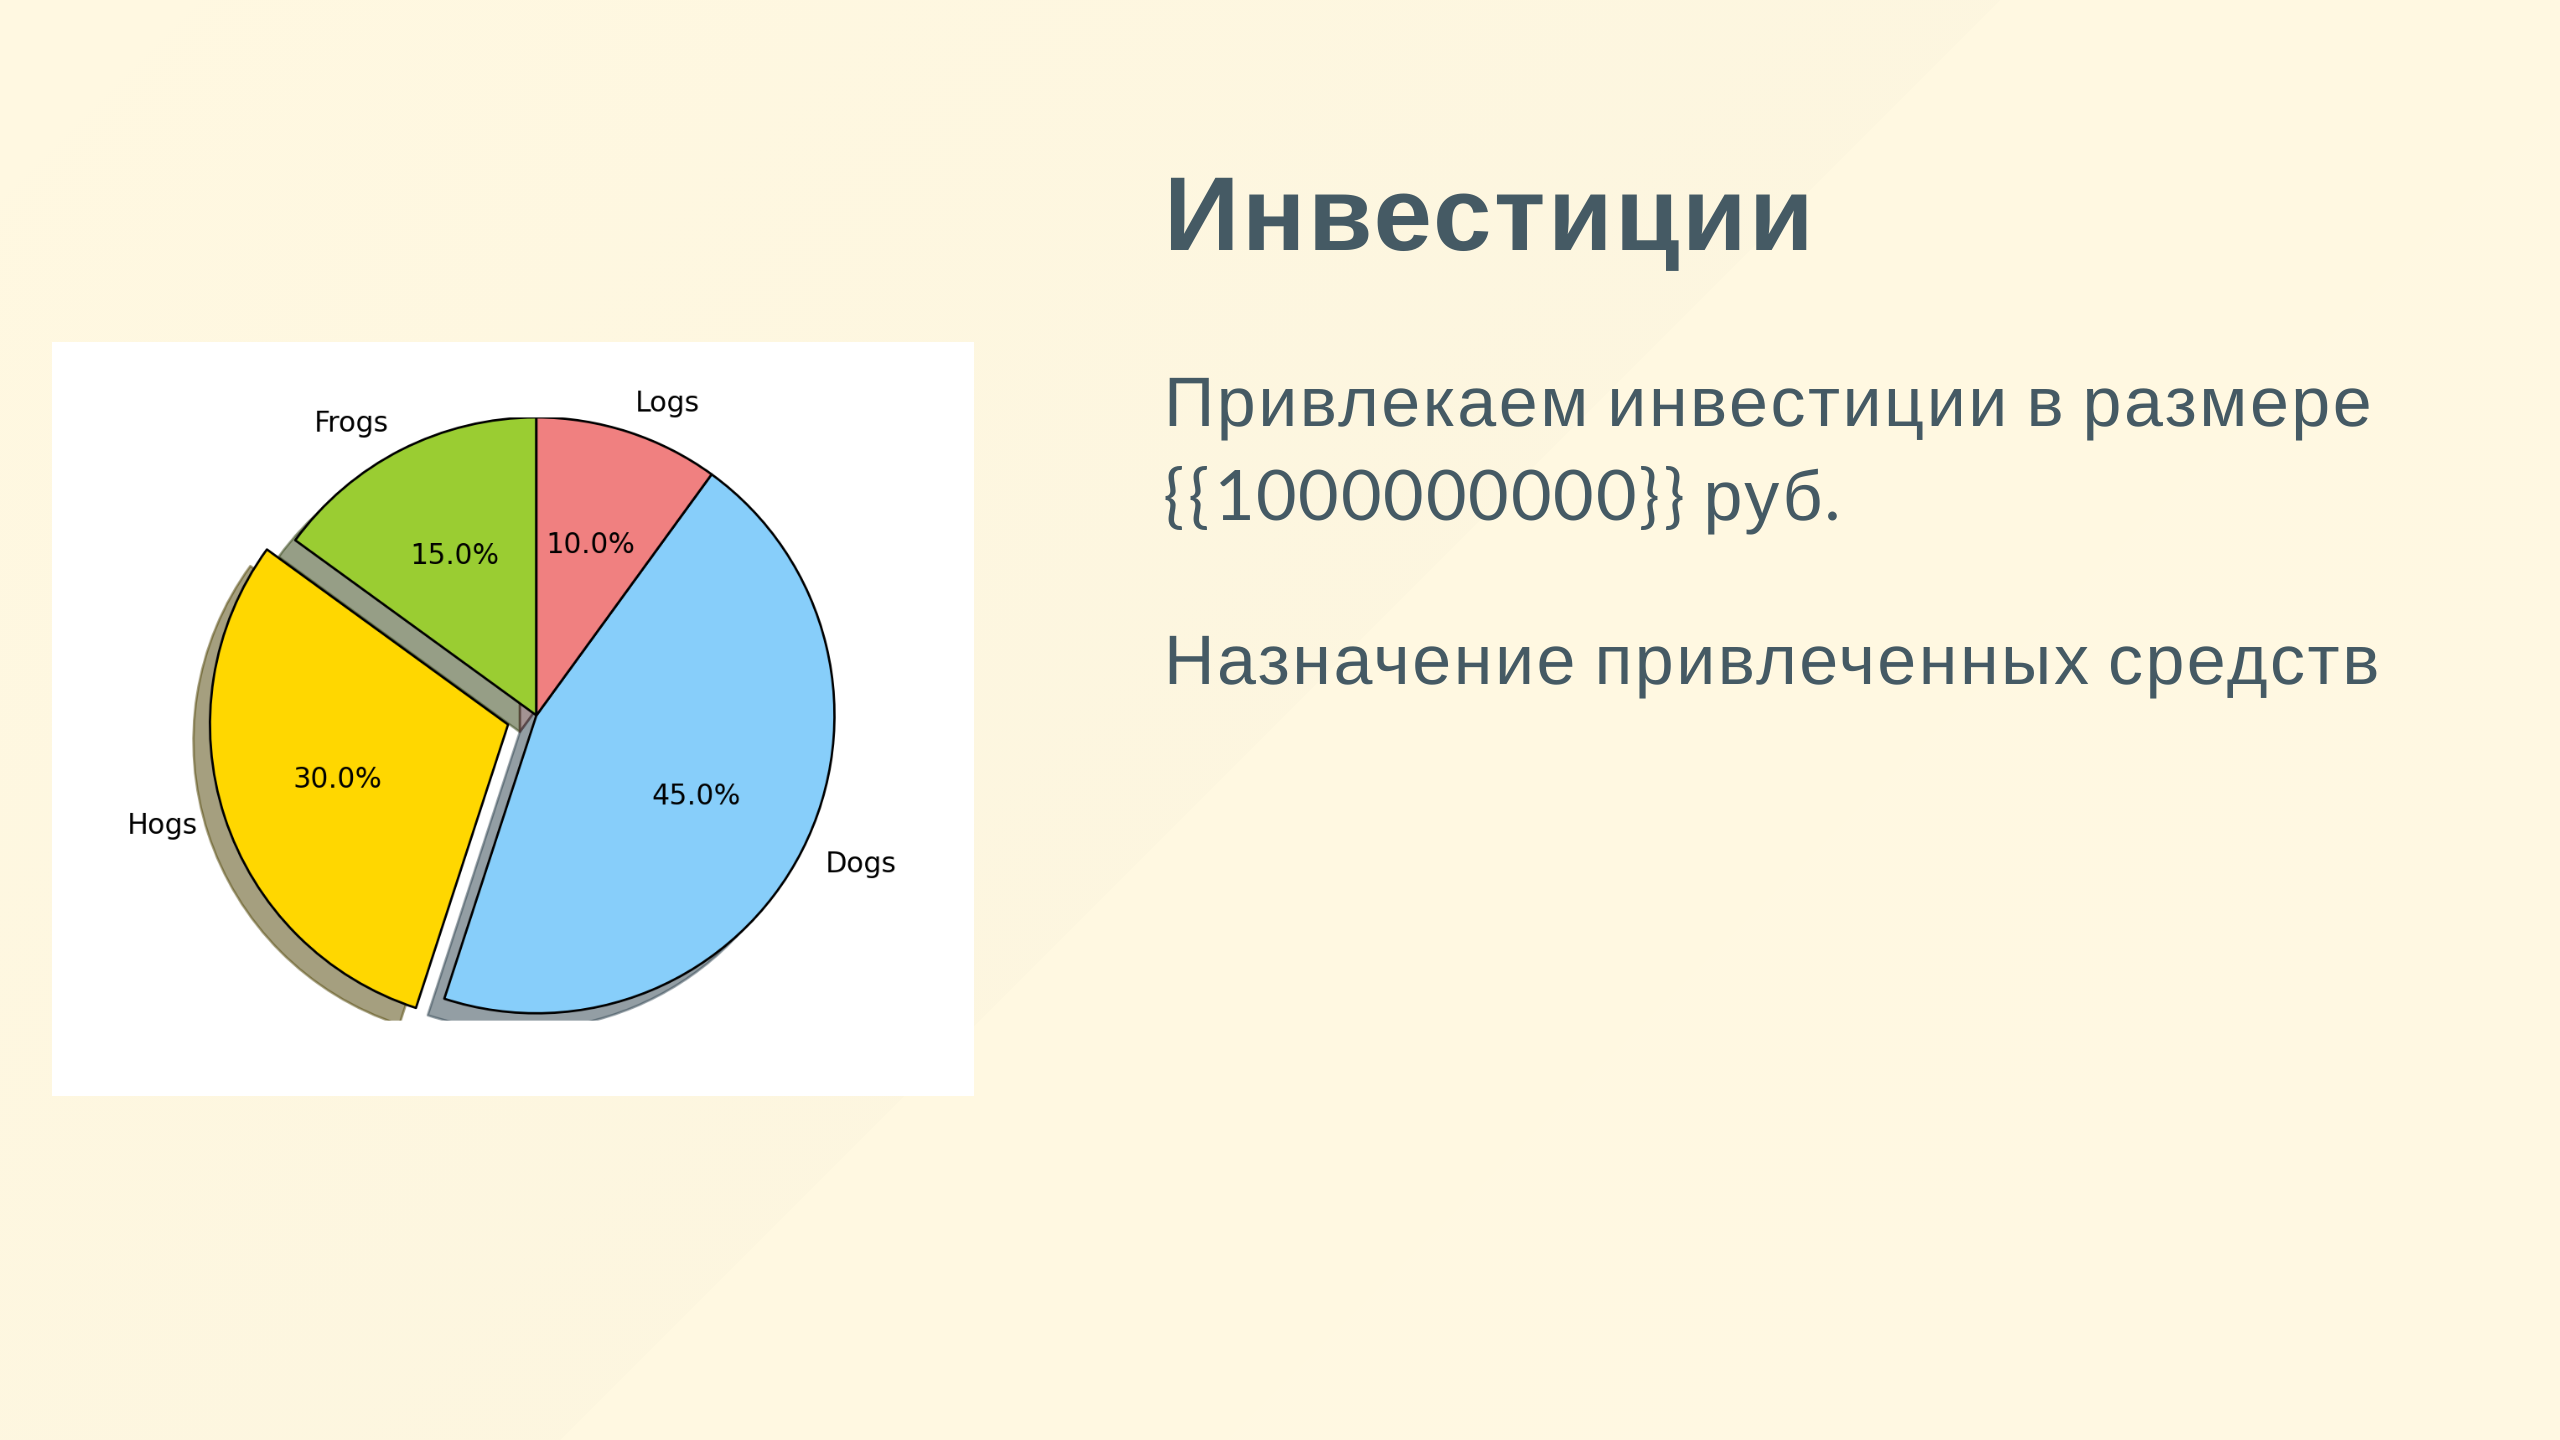 Инвестиции
Привлекаем инвестиции в размере
{{1000000000}} руб.
Назначение привлеченных средств
Frogs
Logs
15.0%
10.0%
30.0%
45.0%
Hogs
Dogs